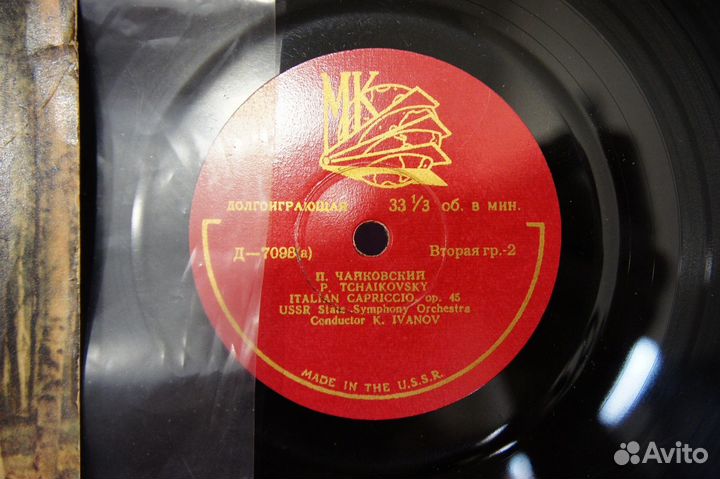 МК
ДОЛГОИГРАЮЩАЯ 33 1/3 об. в мин.
Д—7098(а) Вторая гр.-2
П. ЧАЙКОВСКИЙ
P. TCHAIKOVSKY
ITALIAN CAPRICCIO, op. 45
USSR State Symphony Orchestra
Conductor K. IVANOV
MADE IN THE U.S.S.R.
Avito